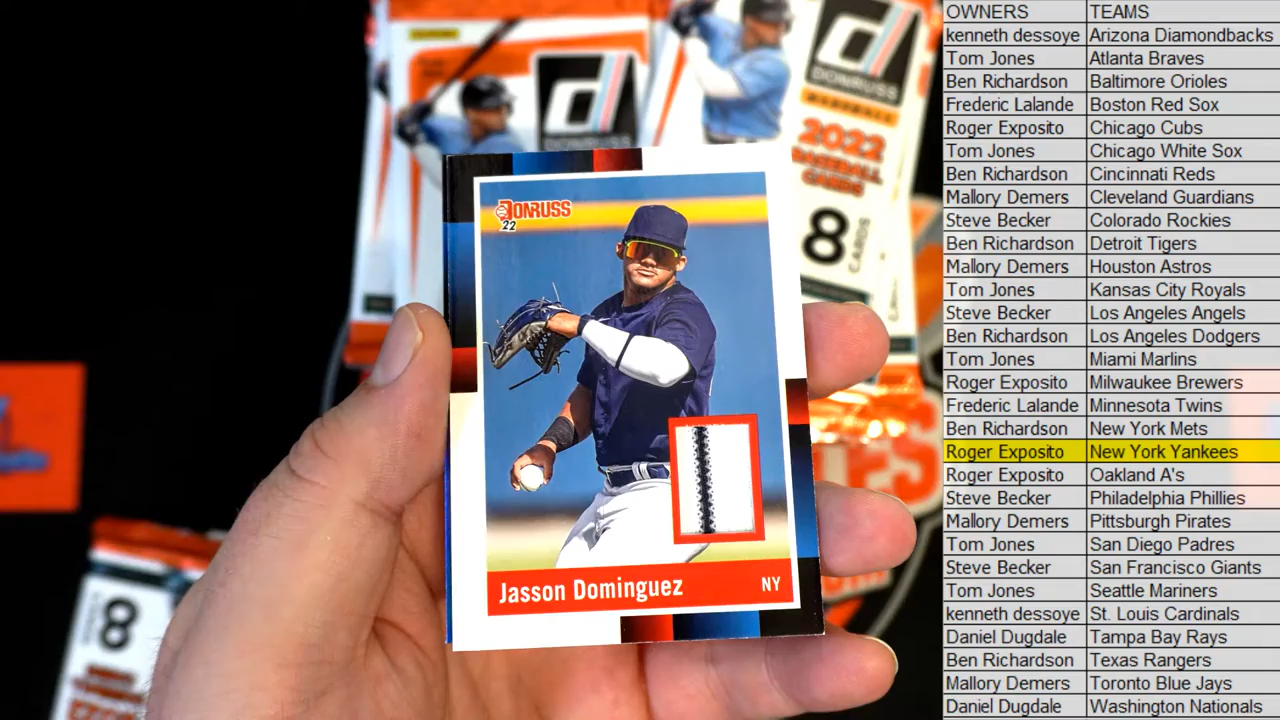 DONRUSS
DONRUSS
BASEBALL
2022
BASEBALL
CARDS
8
CARDS
DONRUSS
22
Jasson Dominguez
NY
8
OWNERS TEAMS
kenneth dessoye Arizona Diamondbacks
Tom Jones Atlanta Braves
Ben Richardson Baltimore Orioles
Frederic Lalande Boston Red Sox
Roger Exposito Chicago Cubs
Tom Jones Chicago White Sox
Ben Richardson Cincinnati Reds
Mallory Demers Cleveland Guardians
Steve Becker Colorado Rockies
Ben Richardson Detroit Tigers
Mallory Demers Houston Astros
Tom Jones Kansas City Royals
Steve Becker Los Angeles Angels
Ben Richardson Los Angeles Dodgers
Tom Jones Miami Marlins
Roger Exposito Milwaukee Brewers
Frederic Lalande Minnesota Twins
Ben Richardson New York Mets
Roger Exposito New York Yankees
Roger Exposito Oakland A's
Steve Becker Philadelphia Phillies
Mallory Demers Pittsburgh Pirates
Tom Jones San Diego Padres
Steve Becker San Francisco Giants
Tom Jones Seattle Mariners
kenneth dessoye St. Louis Cardinals
Daniel Dugdale Tampa Bay Rays
Ben Richardson Texas Rangers
Mallory Demers Toronto Blue Jays
Daniel Dugdale Washington Nationals